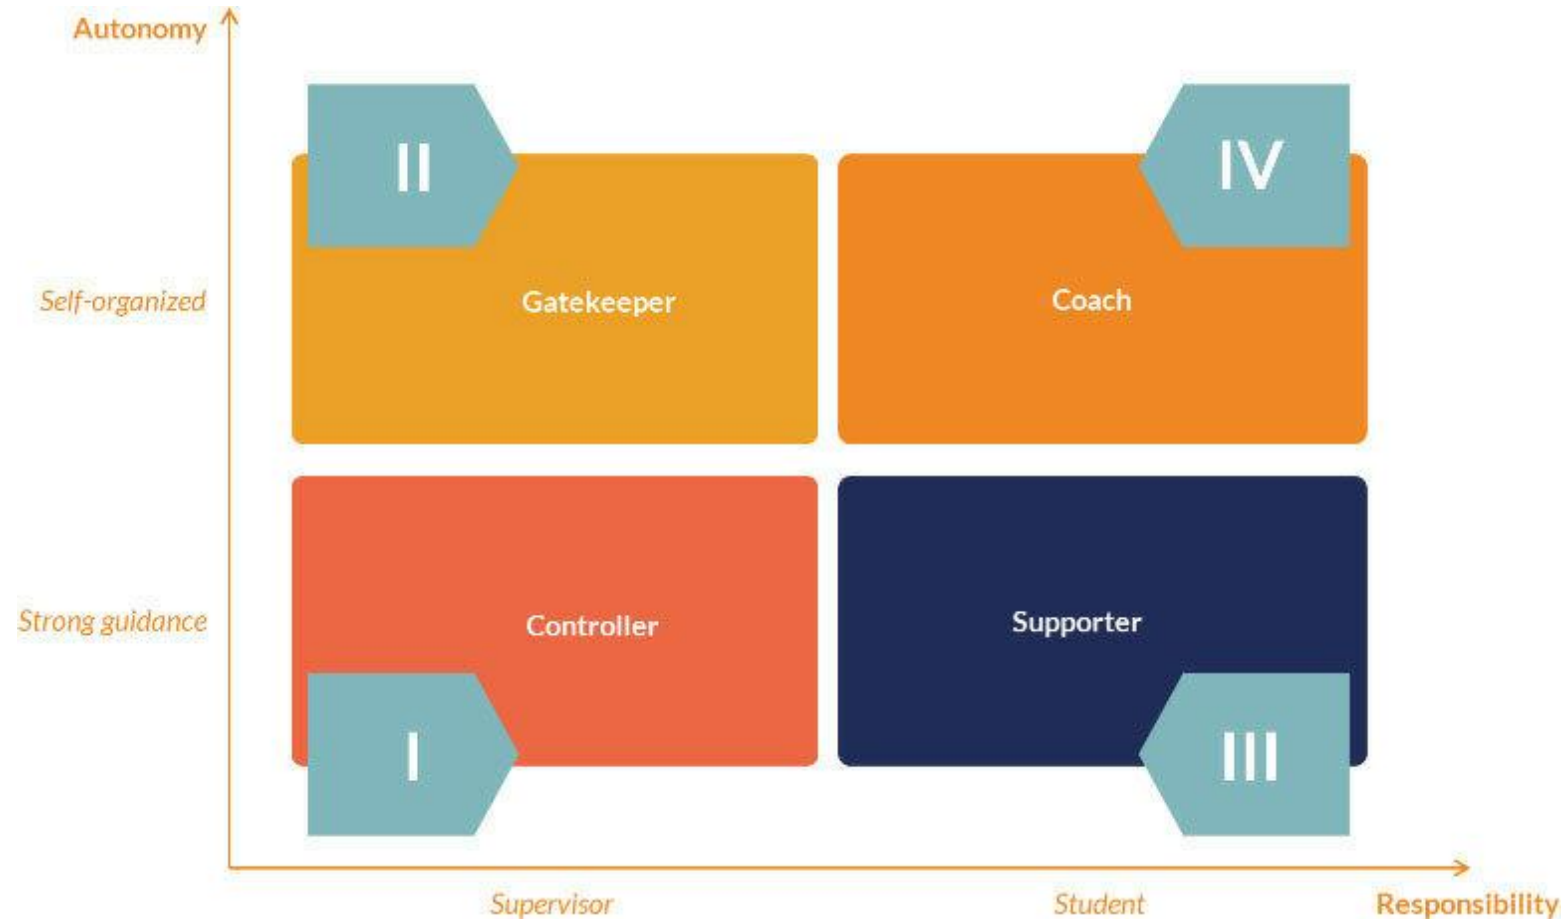 Autonomy
II
IV
Self-organized
Gatekeeper
Coach
Strong guidance
Controller
Supporter
I
III
Supervisor
Student
Responsibility